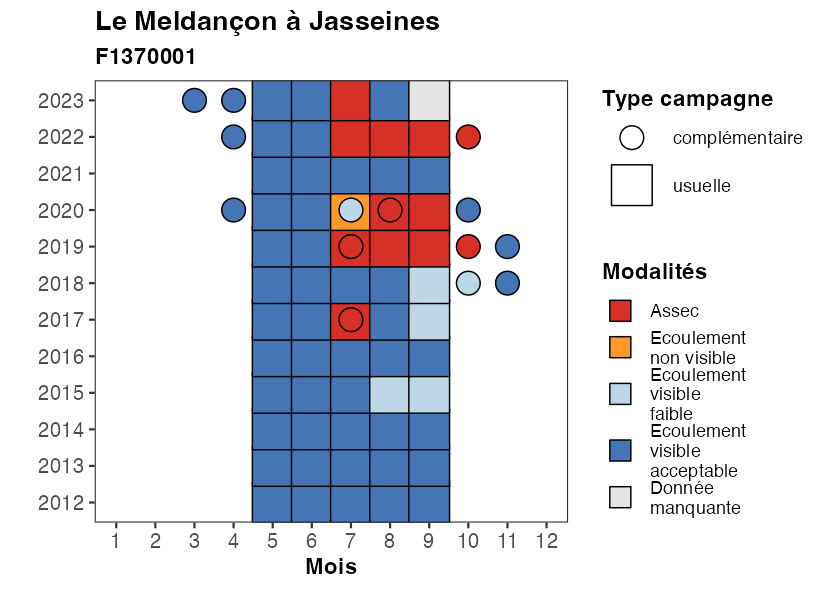 Le Meldançon à Jasseines
F1370001
2023
2022
2021
2020
2019
2018
2017
2016
2015
2014
2013
2012
1 2 3 4 5 6 7 8 9 10 11 12
Mois
Type campagne
complémentaire
usuelle
Modalités
Assec
Ecoulement
non visible
Ecoulement
visible
faible
Ecoulement
visible
acceptable
Donnée
manquante